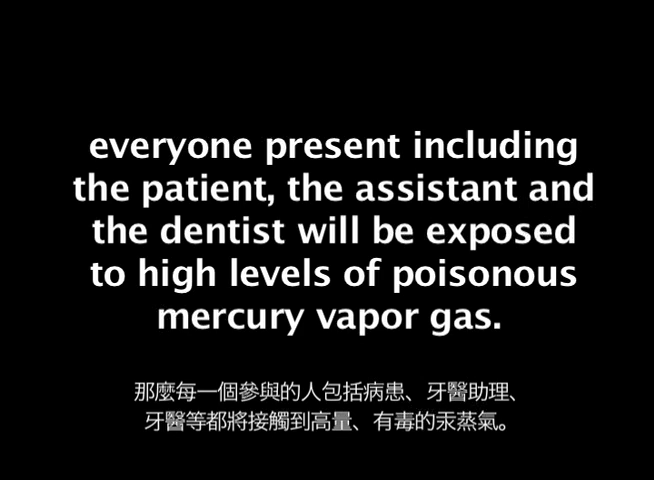 everyone present including
the patient, the assistant and
the dentist will be exposed
to high levels of poisonous
mercury vapor gas.
那麼每一個參與的人包括病患、牙醫助理、
牙醫等都將接觸到高量、有毒的汞蒸氣。